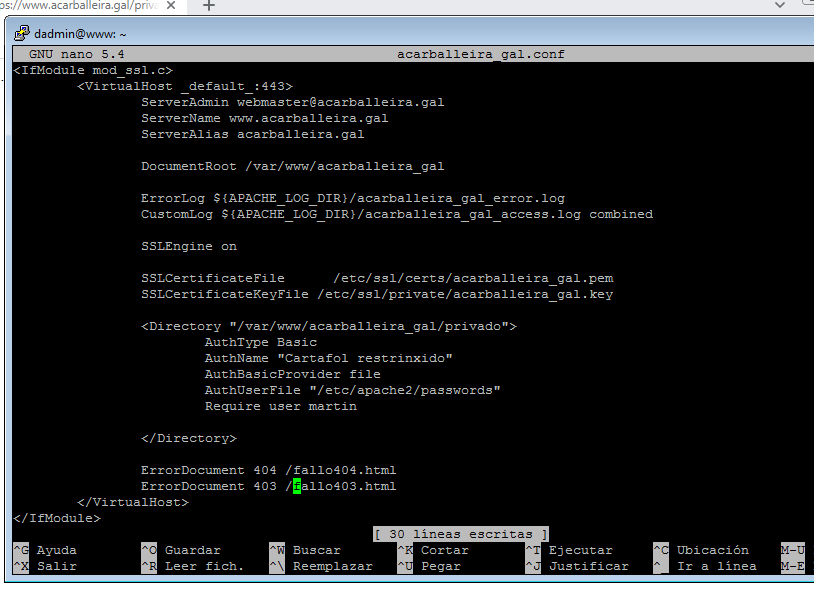 ps://www.acarballeira.gal/priva
dadmin@www: ~
GNU nano 5.4 acarballeira_gal.conf
<IfModule mod_ssl.c>
<VirtualHost _default_:443>
ServerAdmin webmaster@acarballeira.gal
ServerName www.acarballeira.gal
ServerAlias acarballeira.gal
DocumentRoot /var/www/acarballeira_gal
ErrorLog ${APACHE_LOG_DIR}/acarballeira_gal_error.log
CustomLog ${APACHE_LOG_DIR}/acarballeira_gal_access.log combined
SSLEngine on
SSLCertificateFile /etc/ssl/certs/acarballeira_gal.pem
SSLCertificateKeyFile /etc/ssl/private/acarballeira_gal.key
<Directory "/var/www/acarballeira_gal/privado">
AuthType Basic
AuthName "Cartafol restrinxido"
AuthBasicProvider file
AuthUserFile "/etc/apache2/passwords"
Require user martin
</Directory>
ErrorDocument 404 /fallo404.html
ErrorDocument 403 /fallo403.html
</VirtualHost>
</IfModule>
[ 30 líneas escritas ]
^G Ayuda ^O Guardar ^W Buscar ^K Cortar ^T Ejecutar ^C Ubicación M-U
^X Salir ^R Leer fich. ^\ Reemplazar ^U Pegar ^J Justificar ^_ Ir a línea M-E